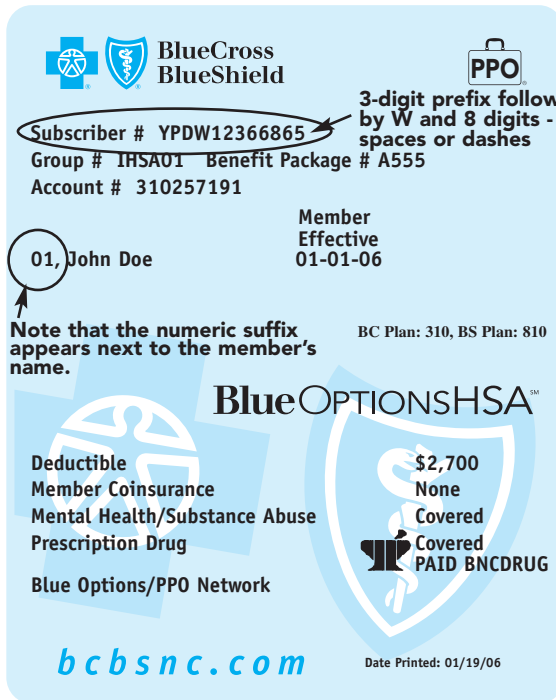 BlueCross
BlueShield
PPO
3-digit prefix follow
by W and 8 digits -
spaces or dashes
Subscriber # YPDW12366865
Group # IHSA01 Benefit Package # A555
Account # 310257191
Member
Effective
01, John Doe 01-01-06
Note that the numeric suffix
appears next to the member's
name.
BC Plan: 310, BS Plan: 810
BlueOPTIONSHSA℠
Deductible $2,700
Member Coinsurance None
Mental Health/Substance Abuse Covered
Prescription Drug Covered
PAID BNCDRUG
Blue Options/PPO Network
bcbsnc.com
Date Printed: 01/19/06